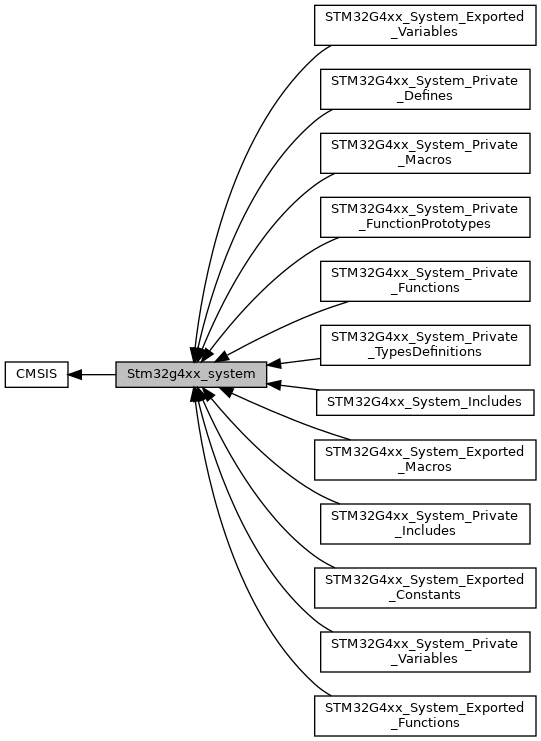 STM32G4xx_System_Exported
_Variables
STM32G4xx_System_Private
_Defines
STM32G4xx_System_Private
_Macros
STM32G4xx_System_Private
_FunctionPrototypes
STM32G4xx_System_Private
_Functions
STM32G4xx_System_Private
_TypesDefinitions
CMSIS
Stm32g4xx_system
STM32G4xx_System_Includes
STM32G4xx_System_Exported
_Macros
STM32G4xx_System_Private
_Includes
STM32G4xx_System_Exported
_Constants
STM32G4xx_System_Private
_Variables
STM32G4xx_System_Exported
_Functions